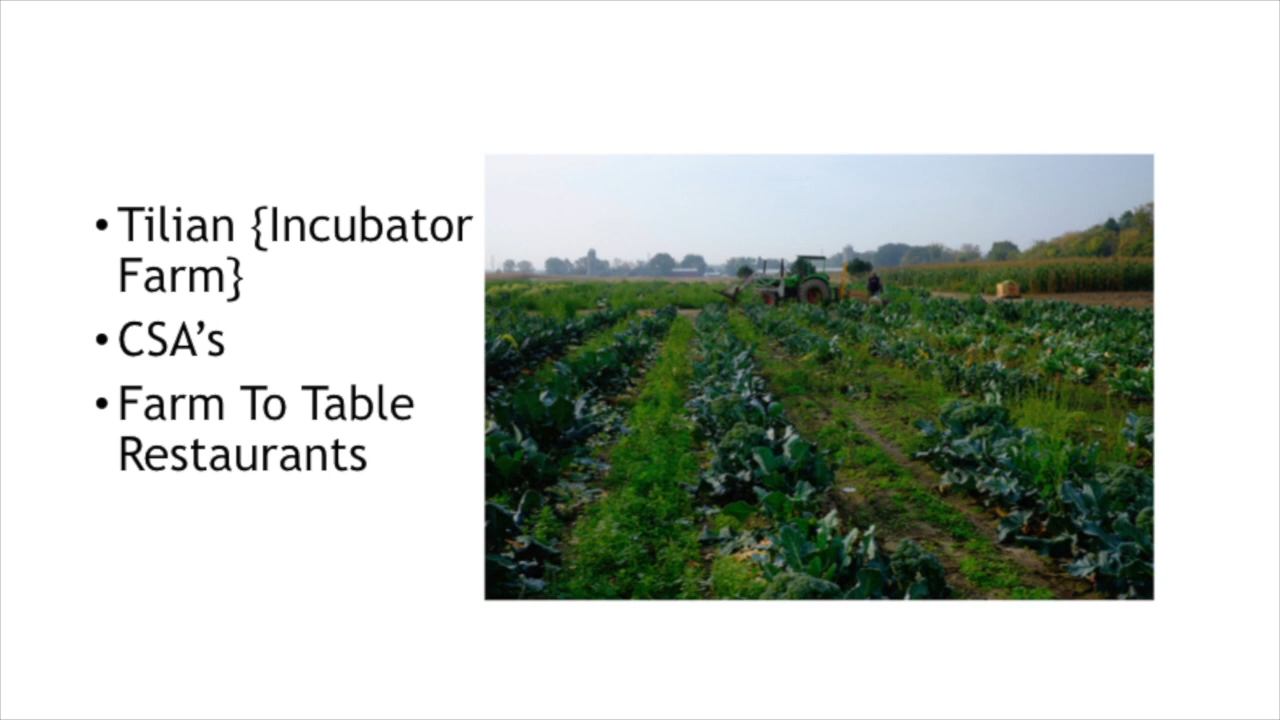 • Tilian {Incubator
Farm}
• CSA’s
• Farm To Table
Restaurants